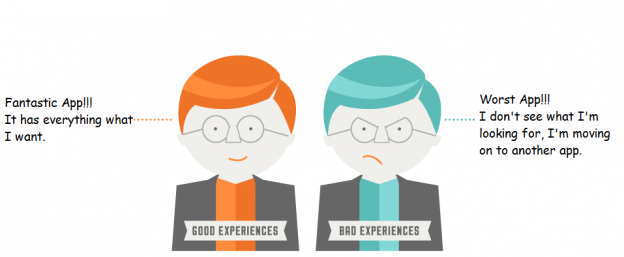 Fantastic App!!!
It has everything what
I want.
Worst App!!!
I don't see what I'm
looking for, I'm moving
on to another app.
GOOD EXPERIENCES
BAD EXPERIENCES